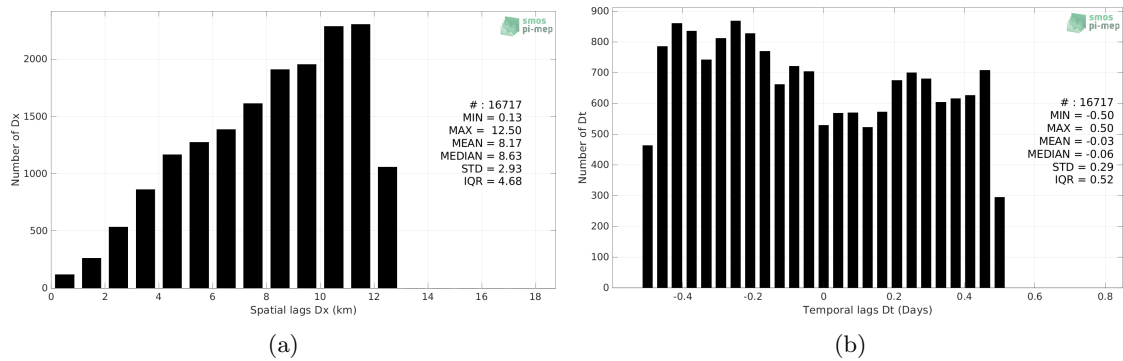 smos
pi-mep
Number of Dx
2000
1500
1000
500
0
# : 16717
MIN = 0.13
MAX = 12.50
MEAN = 8.17
MEDIAN = 8.63
STD = 2.93
IQR = 4.68
0 2 4 6 8 10 12 14 16 18
Spatial lags Dx (km)
(a)
smos
pi-mep
Number of Dt
900
800
700
600
500
400
300
200
100
0
# : 16717
MIN = -0.50
MAX = 0.50
MEAN = -0.03
MEDIAN = -0.06
STD = 0.29
IQR = 0.52
-0.4 -0.2 0 0.2 0.4 0.6 0.8
Temporal lags Dt (Days)
(b)